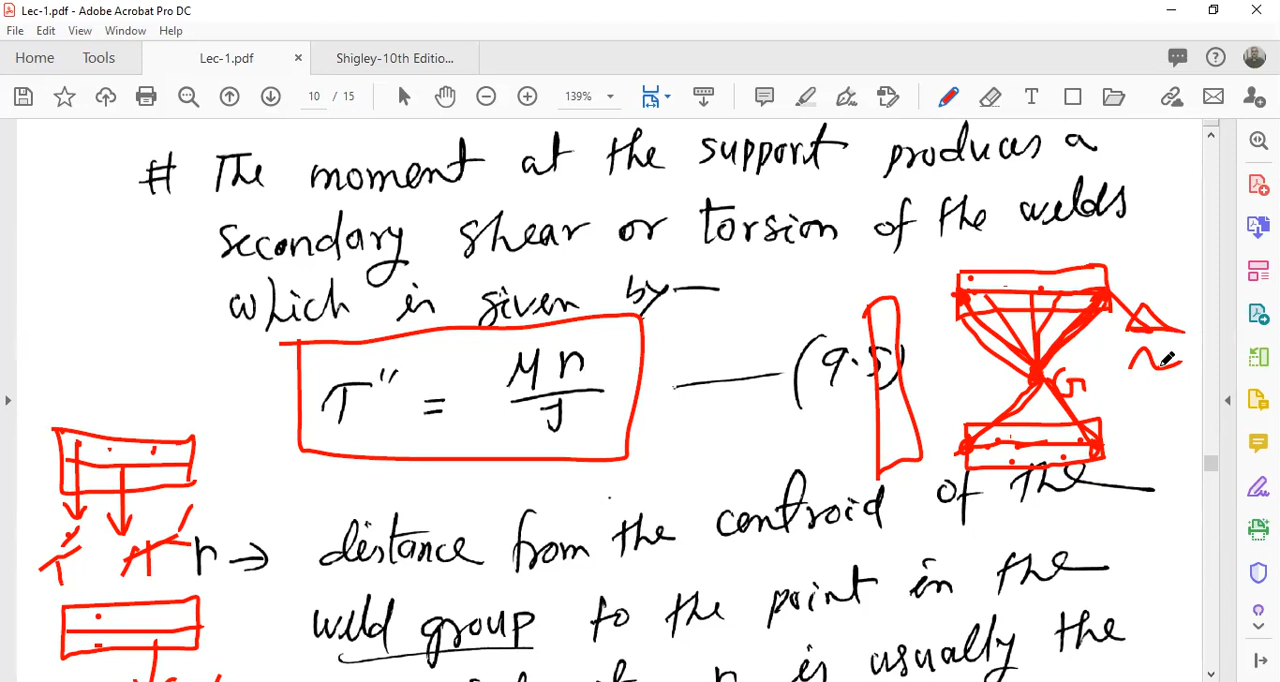 Lec-1.pdf - Adobe Acrobat Pro DC
File Edit View Window Help
Home Tools Lec-1.pdf × Shigley-10th Editio...
10 / 15 139%
# The moment at the support produces a
secondary shear or torsion of the welds
which is given by —
τ" = Mr/J — (9.5)
G
τ' τ' r → distance from the centroid of the
weld group to the point in the
r is usually the